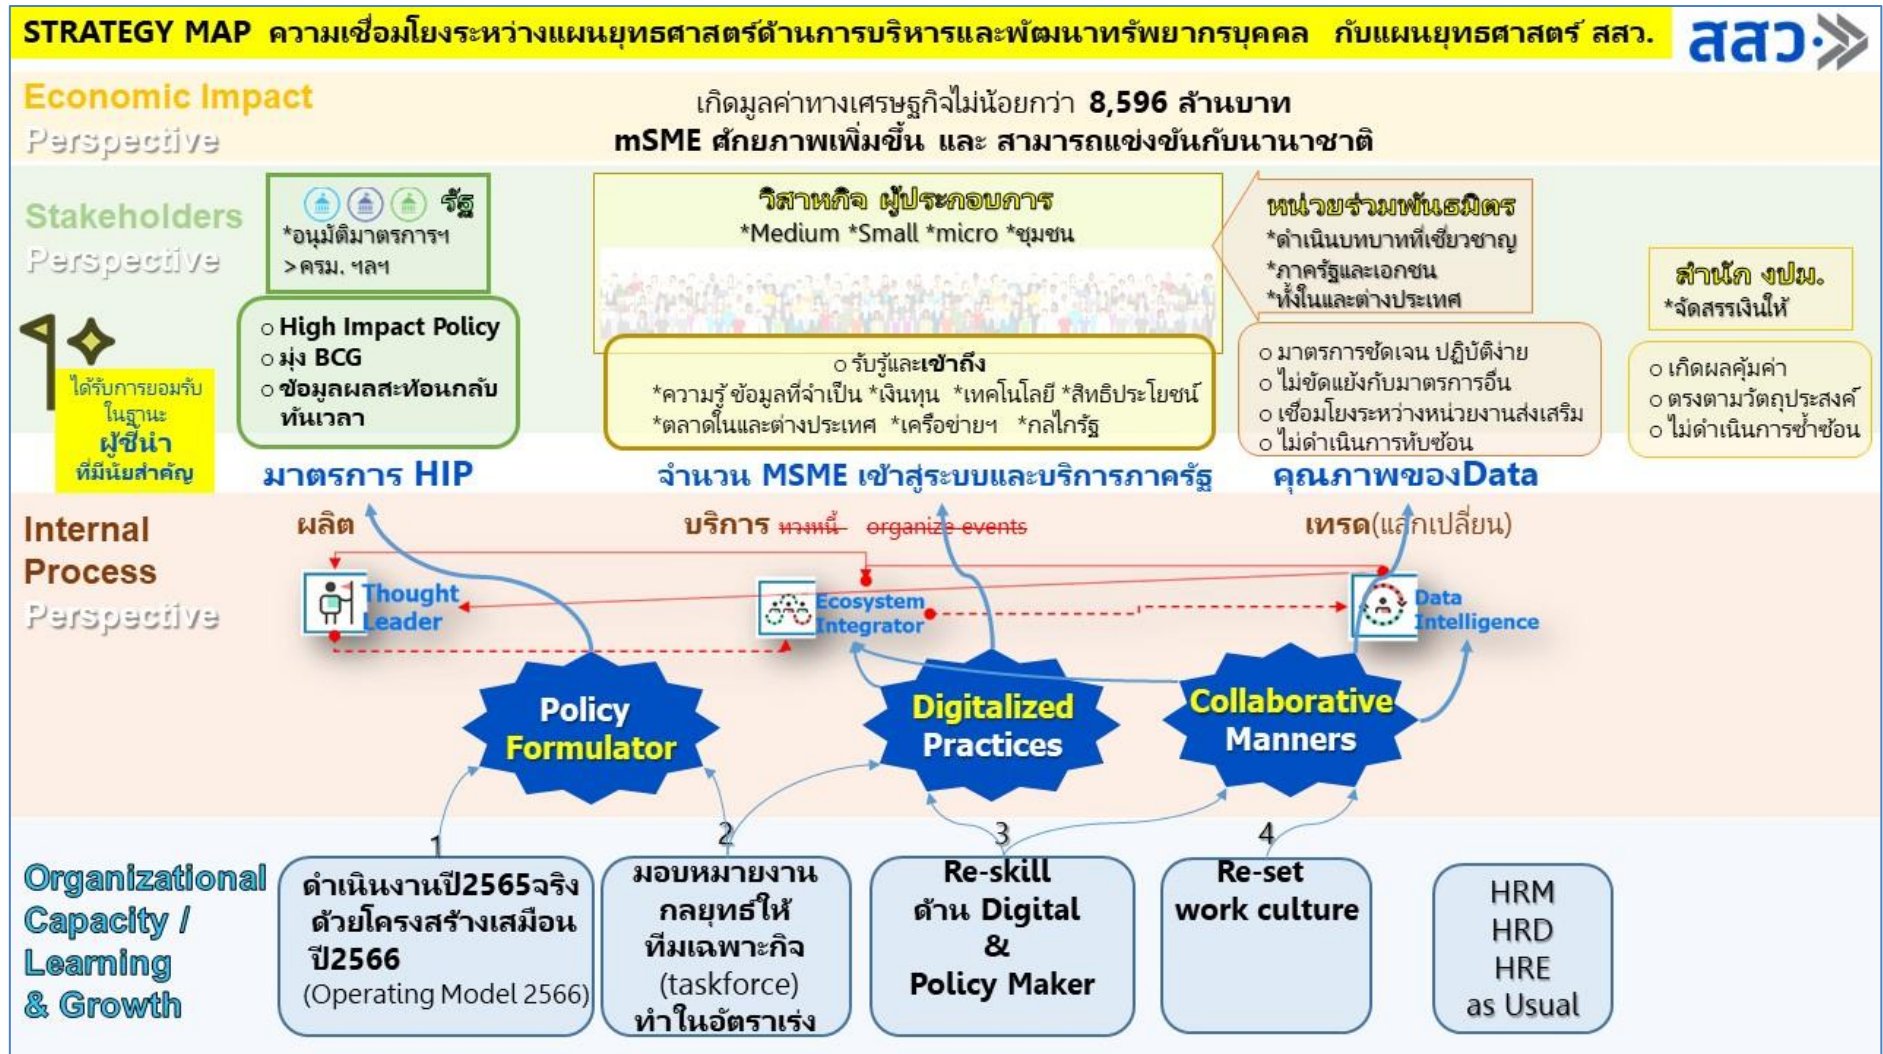 STRATEGY MAP ความเชื่อมโยงระหว่างแผนยุทธศาสตร์ด้านการบริหารและพัฒนาทรัพยากรบุคคล กับแผนยุทธศาสตร์ สสว.
สสว
Economic Impact
Perspective
เกิดมูลค่าทางเศรษฐกิจไม่น้อยกว่า 8,596 ล้านบาท
mSME ศักยภาพเพิ่มขึ้น และ สามารถแข่งขันกับนานาชาติ
Stakeholders
Perspective
รัฐ
*อนุมัติมาตรการฯ
>ครม. ฯลฯ
วิสาหกิจ ผู้ประกอบการ
*Medium *Small *micro *ชุมชน
หน่วยร่วมพันธมิตร
*ดำเนินบทบาทที่เชี่ยวชาญ
*ภาครัฐและเอกชน
*ทั้งในและต่างประเทศ
สำนัก งปม.
*จัดสรรเงินให้
ได้รับการยอมรับ
ในฐานะ
ผู้ชี้นำ
ที่มีนัยสำคัญ
o High Impact Policy
o มุ่ง BCG
o ข้อมูลผลสะท้อนกลับ
ทันเวลา
o รับรู้และเข้าถึง
*ความรู้ ข้อมูลที่จำเป็น *เงินทุน *เทคโนโลยี *สิทธิประโยชน์
*ตลาดในและต่างประเทศ *เครือข่ายฯ *กลไกรัฐ
o มาตรการชัดเจน ปฏิบัติง่าย
o ไม่ขัดแย้งกับมาตรการอื่น
o เชื่อมโยงระหว่างหน่วยงานส่งเสริม
o ไม่ดำเนินการทับซ้อน
o เกิดผลคุ้มค่า
o ตรงตามวัตถุประสงค์
o ไม่ดำเนินการซ้ำซ้อน
มาตรการ HIP
จำนวน MSME เข้าสู่ระบบและบริการภาครัฐ
คุณภาพของData
Internal
Process
Perspective
ผลิต
บริการ ทางหนี้ organize events
เทรด(แลกเปลี่ยน)
Thought
Leader
Ecosystem
Integrator
Data
Intelligence
Policy
Formulator
Digitalized
Practices
Collaborative
Manners
Organizational
Capacity /
Learning
& Growth
1
ดำเนินงานปี2565จริง
ด้วยโครงสร้างเสมือน
ปี2566
(Operating Model 2566)
2
มอบหมายงาน
กลยุทธ์ให้
ทีมเฉพาะกิจ
(taskforce)
ทำในอัตราเร่ง
3
Re-skill
ด้าน Digital
&
Policy Maker
4
Re-set
work culture
HRM
HRD
HRE
as Usual